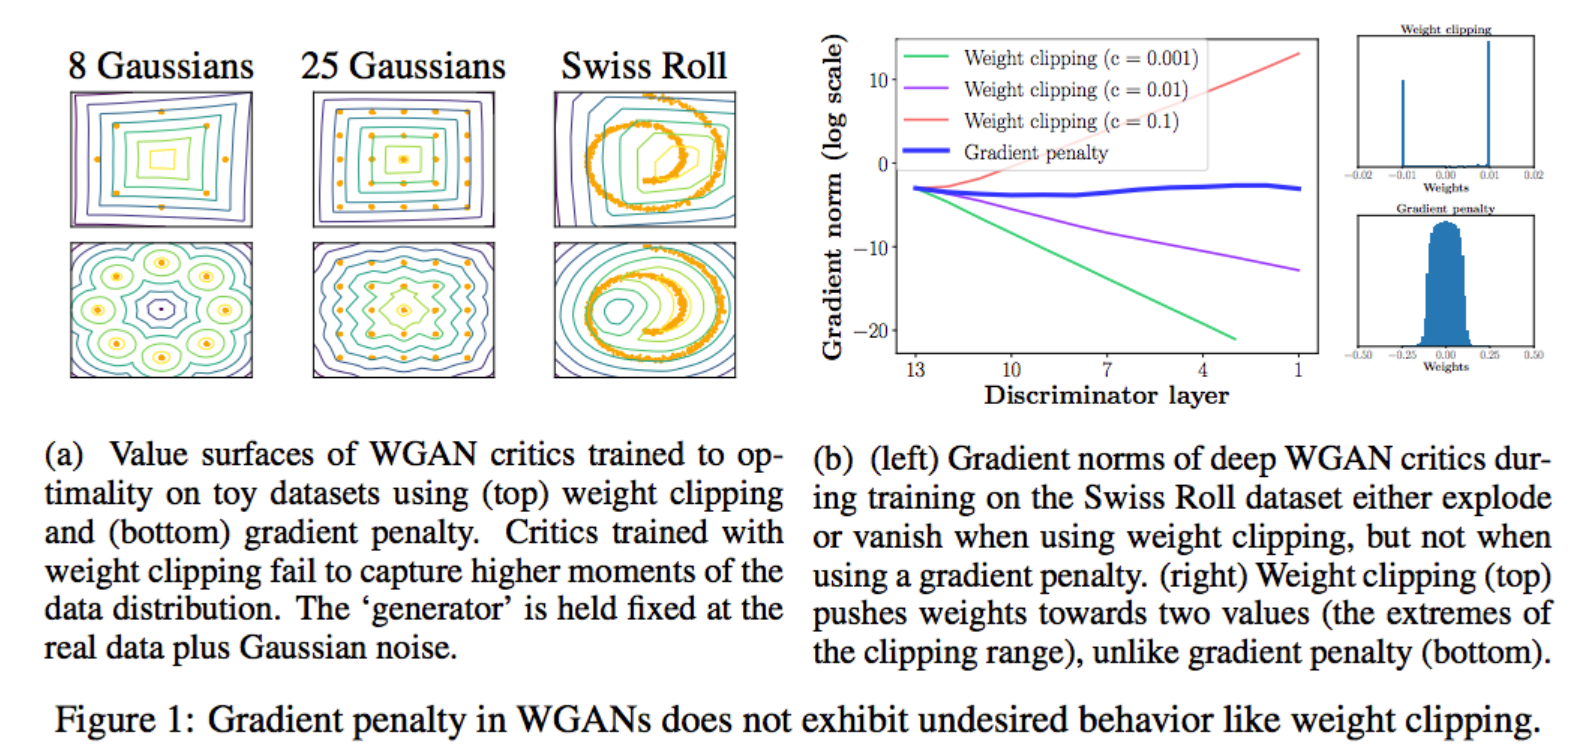 8 Gaussians
25 Gaussians
Swiss Roll
(a) Value surfaces of WGAN critics trained to op-
timality on toy datasets using (top) weight clipping
and (bottom) gradient penalty. Critics trained with
weight clipping fail to capture higher moments of the
data distribution. The ‘generator’ is held fixed at the
real data plus Gaussian noise.
Gradient norm (log scale)
10
0
−10
−20
Weight clipping (c = 0.001)
Weight clipping (c = 0.01)
Weight clipping (c = 0.1)
Gradient penalty
13 10 7 4 1
Discriminator layer
Weight clipping
−0.02 −0.01 0.00 0.01 0.02
Weights
Gradient penalty
−0.50 −0.25 0.00 0.25 0.50
Weights
(b) (left) Gradient norms of deep WGAN critics dur-
ing training on the Swiss Roll dataset either explode
or vanish when using weight clipping, but not when
using a gradient penalty. (right) Weight clipping (top)
pushes weights towards two values (the extremes of
the clipping range), unlike gradient penalty (bottom).
Figure 1: Gradient penalty in WGANs does not exhibit undesired behavior like weight clipping.